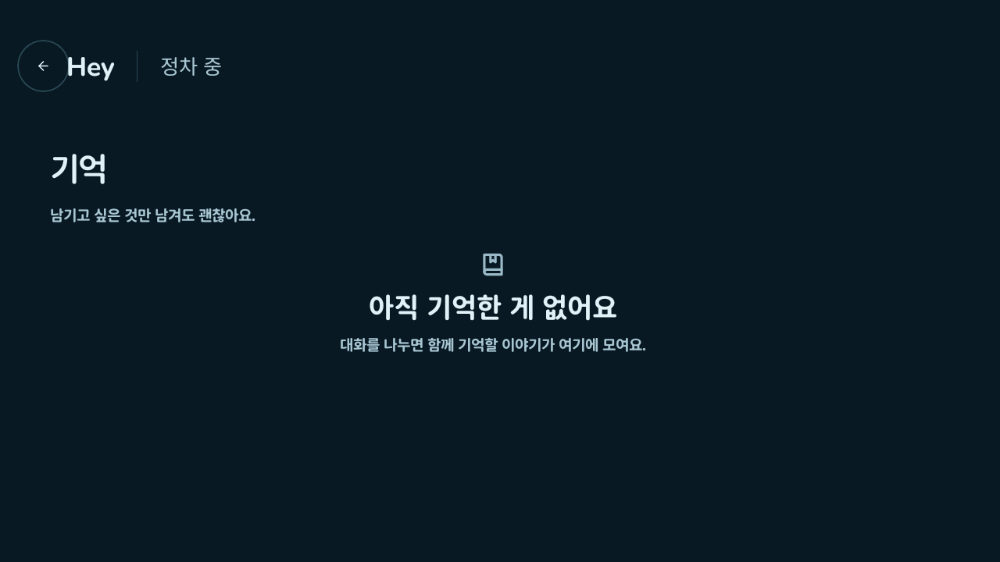 Hey 정차 중
기억
남기고 싶은 것만 남겨도 괜찮아요.
아직 기억한 게 없어요
대화를 나누면 함께 기억할 이야기가 여기에 모여요.